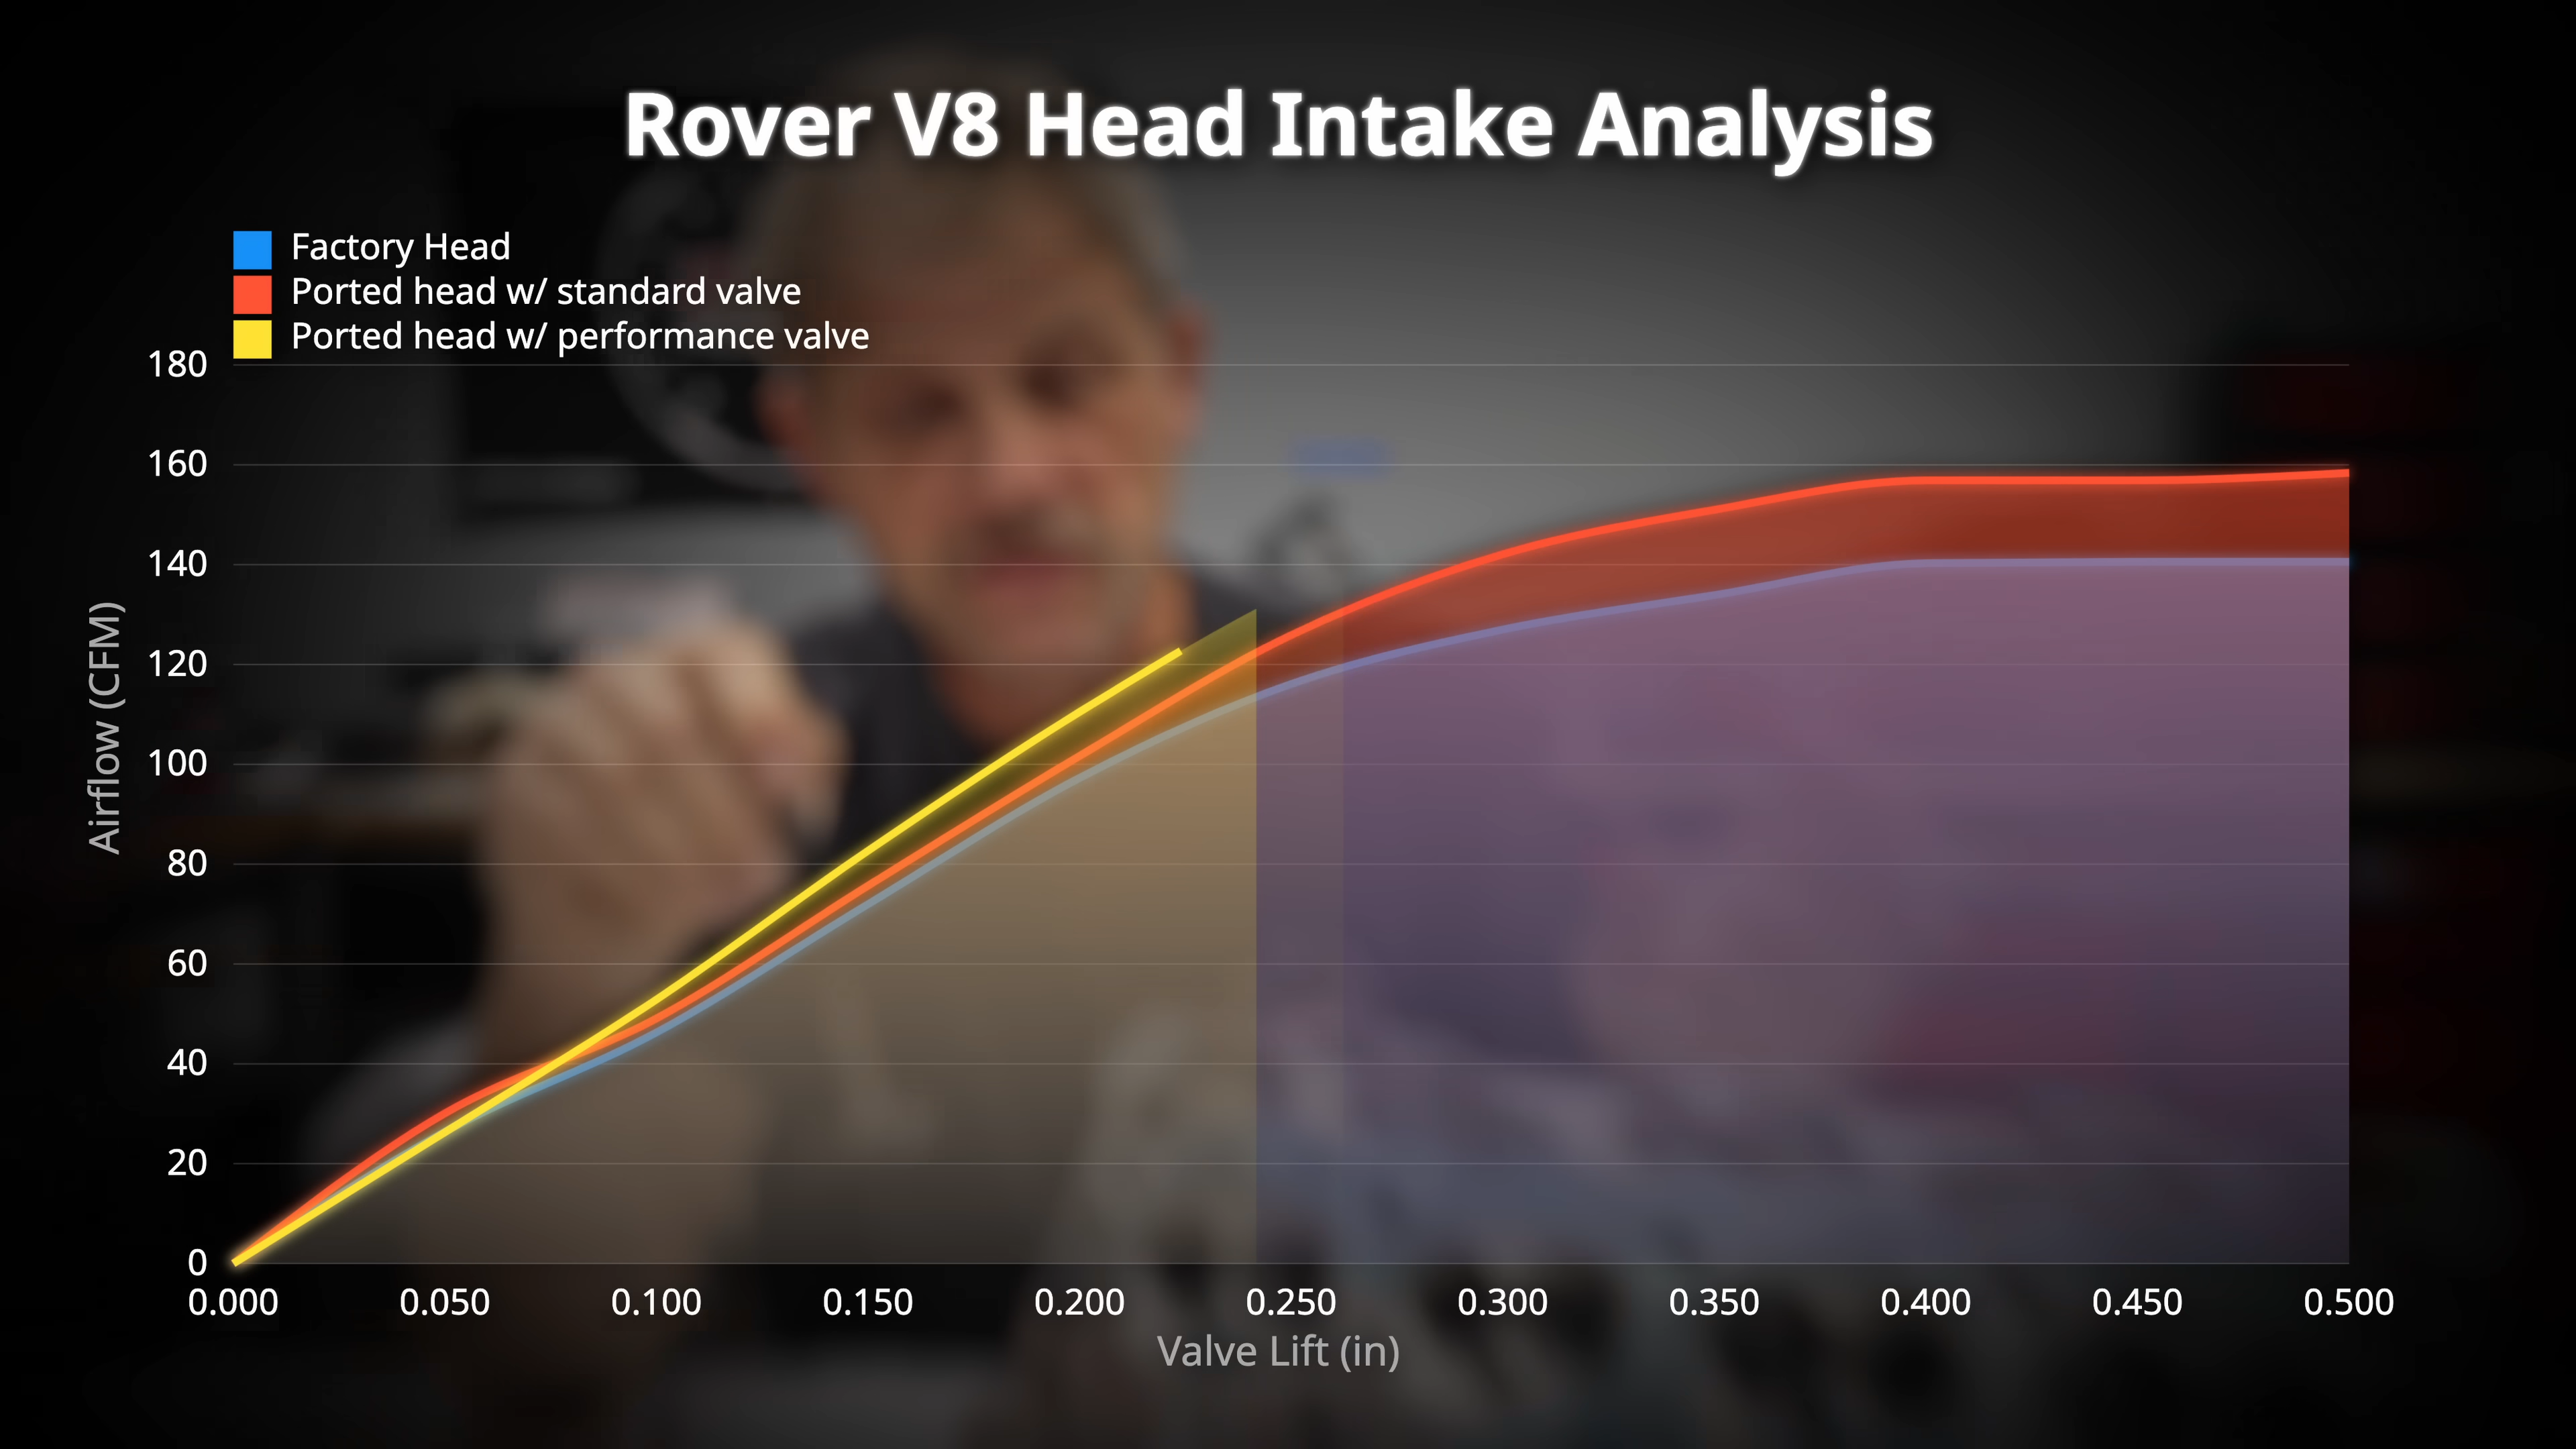 Rover V8 Head Intake Analysis
Factory Head
Ported head w/ standard valve
Ported head w/ performance valve
180
160
140
120
100
80
60
40
20
0
Airflow (CFM)
0.000 0.050 0.100 0.150 0.200 0.250 0.300 0.350 0.400 0.450 0.500
Valve Lift (in)